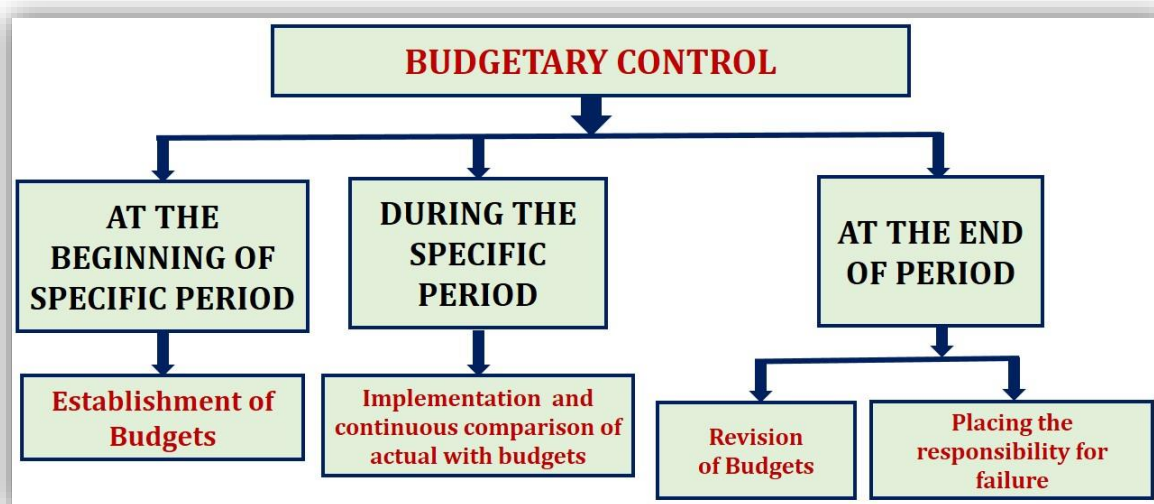 BUDGETARY CONTROL
AT THE
BEGINNING OF
SPECIFIC PERIOD
DURING THE
SPECIFIC
PERIOD
AT THE END
OF PERIOD
Establishment of
Budgets
Implementation and
continuous comparison of
actual with budgets
Revision
of Budgets
Placing the
responsibility for
failure